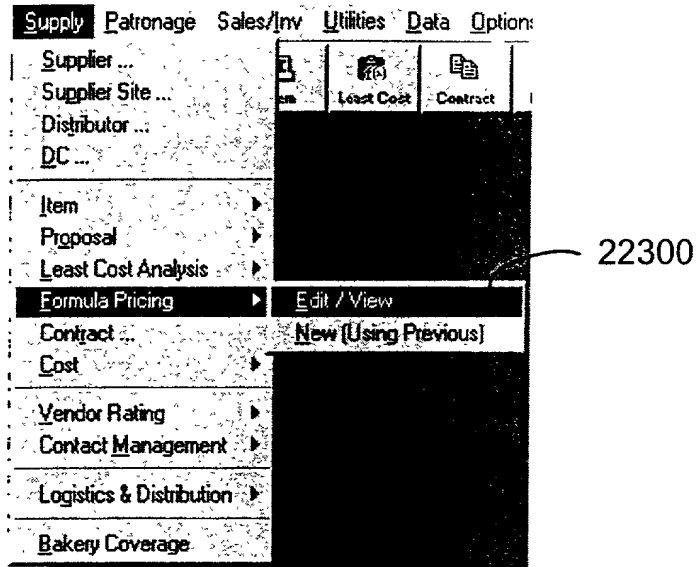 Supply Patronage Sales/Inv Utilities Data Options
Supplier ...
Supplier Site ...
Distributor ...
DC ...
Least Cost Contract
Item
Proposal
Least Cost Analysis
Formula Pricing
Edit / View
New (Using Previous)
22300
Contract ...
Cost
Vendor Rating
Contact Management
Logistics & Distribution
Bakery Coverage